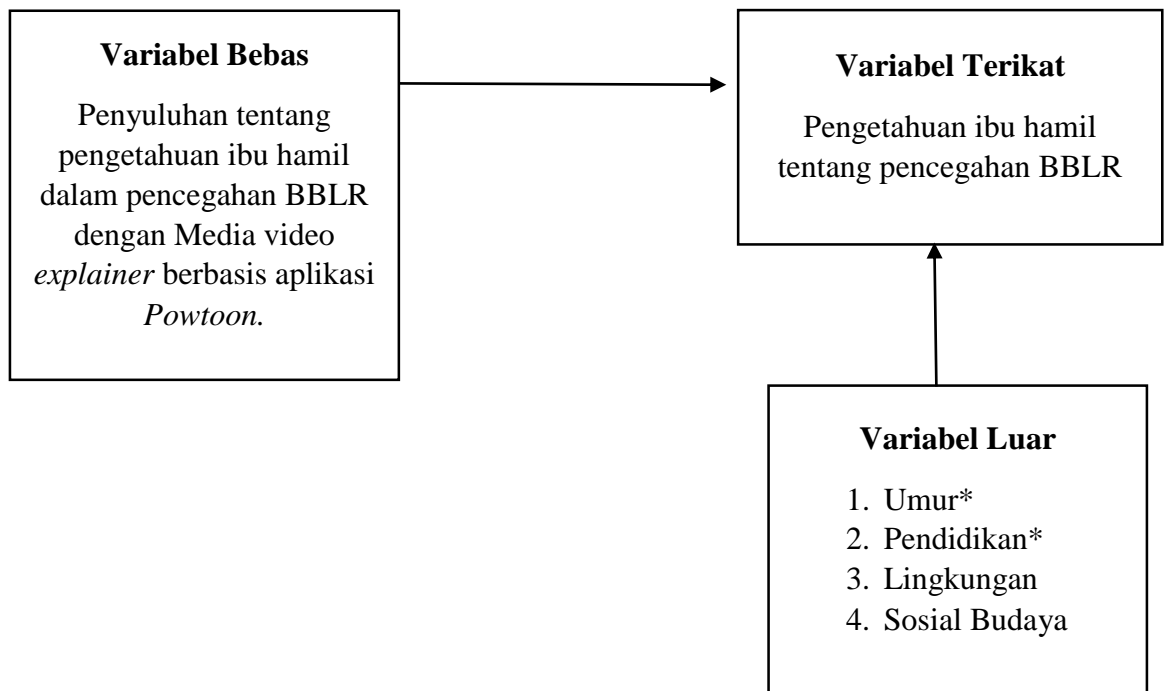 Variabel Bebas
Penyuluhan tentang
pengetahuan ibu hamil
dalam pencegahan BBLR
dengan Media video
explainer berbasis aplikasi
Powtoon.
Variabel Terikat
Pengetahuan ibu hamil
tentang pencegahan BBLR
Variabel Luar
1. Umur*
2. Pendidikan*
3. Lingkungan
4. Sosial Budaya